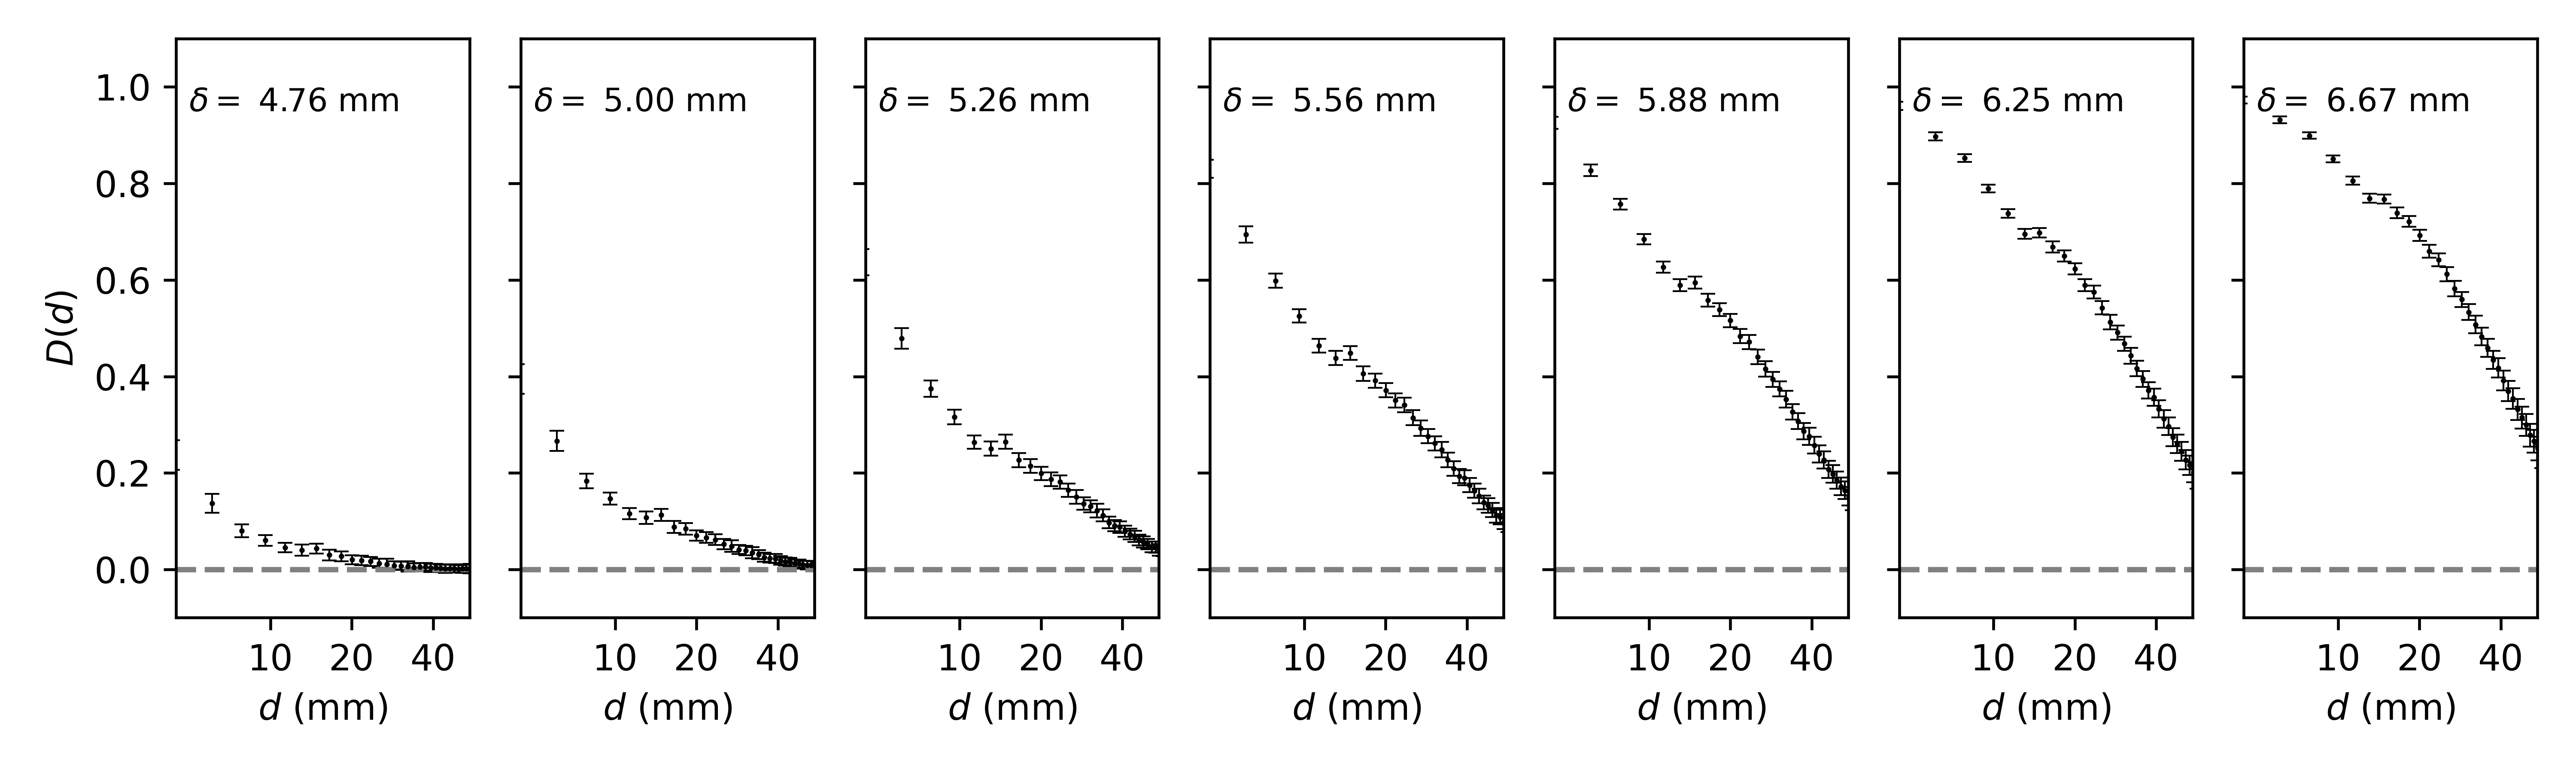 δ = 4.76 mm
δ = 5.00 mm
δ = 5.26 mm
δ = 5.56 mm
δ = 5.88 mm
δ = 6.25 mm
δ = 6.67 mm
1.0
0.8
0.6
0.4
0.2
0.0
D(d)
10 20 40
10 20 40
10 20 40
10 20 40
10 20 40
10 20 40
10 20 40
d (mm)
d (mm)
d (mm)
d (mm)
d (mm)
d (mm)
d (mm)